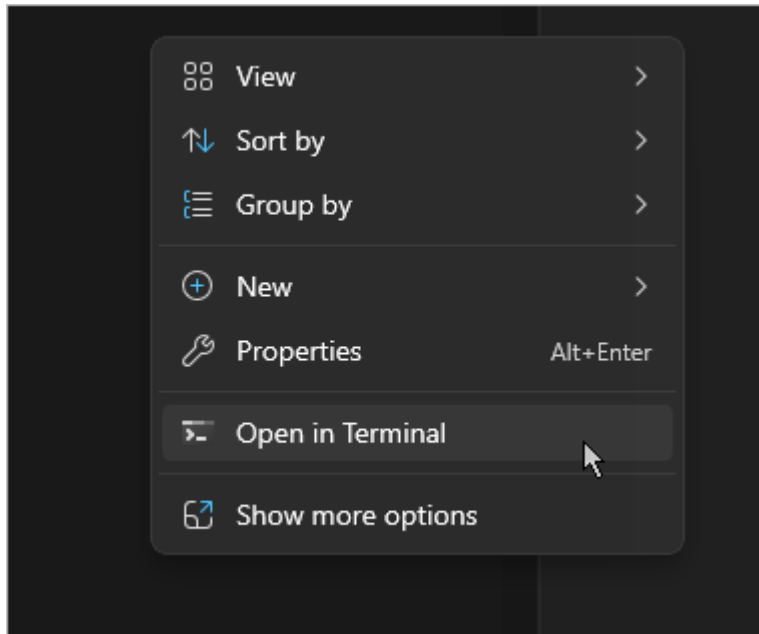 View
Sort by
Group by
New
Properties Alt+Enter
Open in Terminal
Show more options